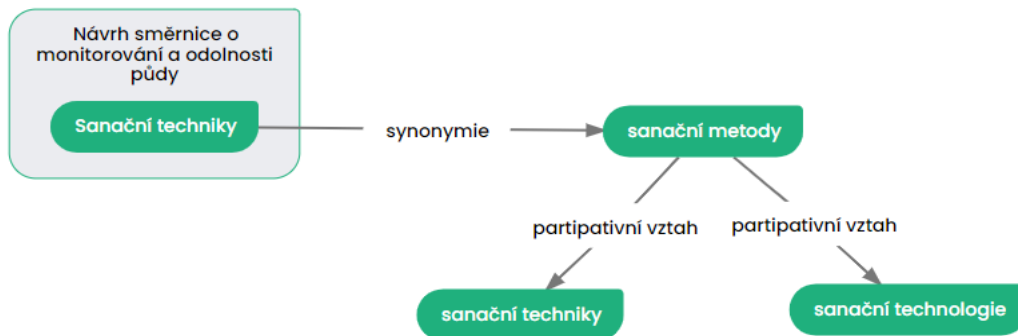 Návrh směrnice o
monitorování a odolnosti
půdy
Sanační techniky
synonymie
sanační metody
partipativní vztah
partipativní vztah
sanační techniky
sanační technologie